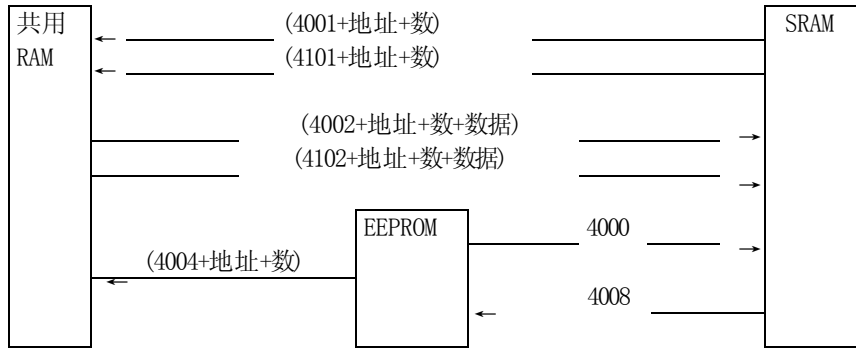 共用
RAM
(4001+地址+数)
(4101+地址+数)
SRAM
(4002+地址+数+数据)
(4102+地址+数+数据)
EEPROM
4000
(4004+地址+数)
4008